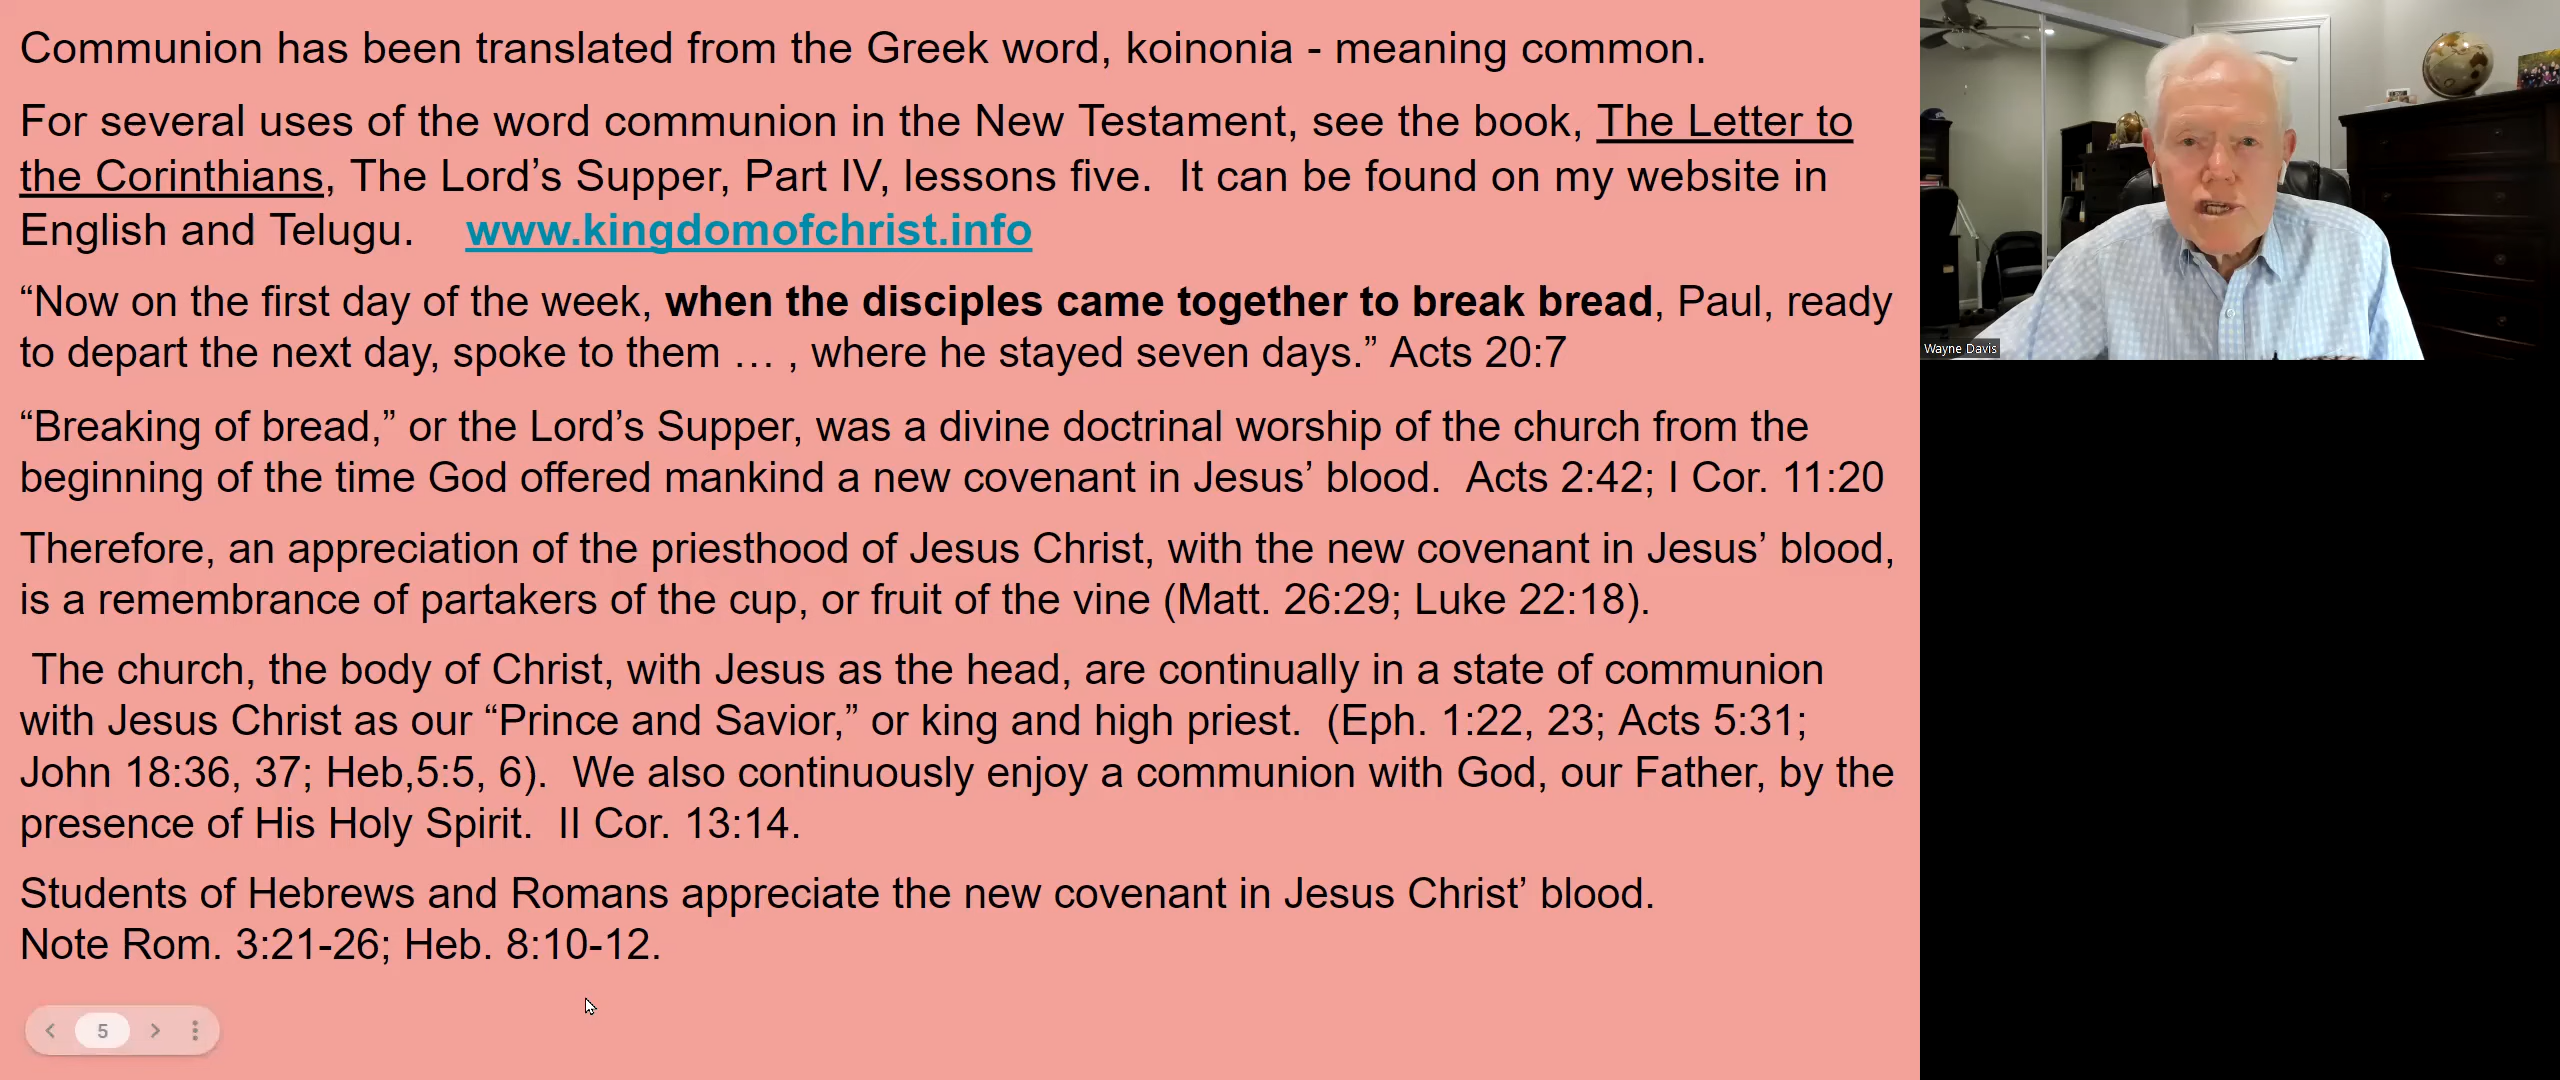 Communion has been translated from the Greek word, koinonia - meaning common.
For several uses of the word communion in the New Testament, see the book, The Letter to
the Corinthians, The Lord’s Supper, Part IV, lessons five.  It can be found on my website in
English and Telugu.    www.kingdomofchrist.info
“Now on the first day of the week, when the disciples came together to break bread, Paul, ready
to depart the next day, spoke to them … , where he stayed seven days.” Acts 20:7
“Breaking of bread,” or the Lord’s Supper, was a divine doctrinal worship of the church from the
beginning of the time God offered mankind a new covenant in Jesus’ blood.  Acts 2:42; I Cor. 11:20
Therefore, an appreciation of the priesthood of Jesus Christ, with the new covenant in Jesus’ blood,
is a remembrance of partakers of the cup, or fruit of the vine (Matt. 26:29; Luke 22:18).
The church, the body of Christ, with Jesus as the head, are continually in a state of communion
with Jesus Christ as our “Prince and Savior,” or king and high priest.  (Eph. 1:22, 23; Acts 5:31;
John 18:36, 37; Heb,5:5, 6).  We also continuously enjoy a communion with God, our Father, by the
presence of His Holy Spirit.  II Cor. 13:14.
Students of Hebrews and Romans appreciate the new covenant in Jesus Christ’ blood.
Note Rom. 3:21-26; Heb. 8:10-12.
5
Wayne Davis